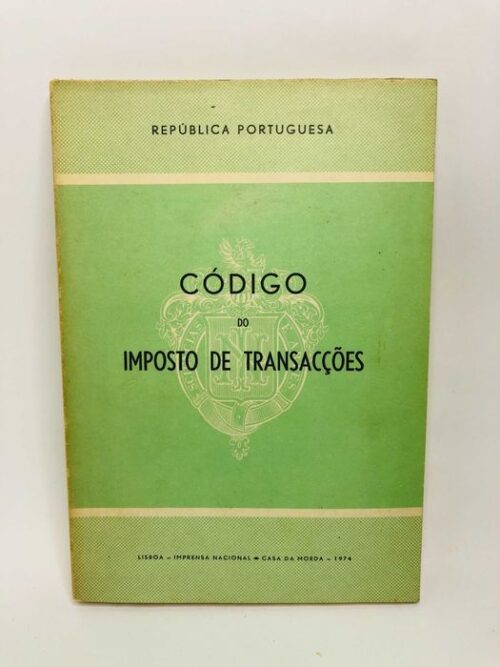 REPÚBLICA PORTUGUESA
CÓDIGO
DO
IMPOSTO DE TRANSACÇÕES
LISBOA – IMPRENSA NACIONAL – CASA DA MOEDA – 1974